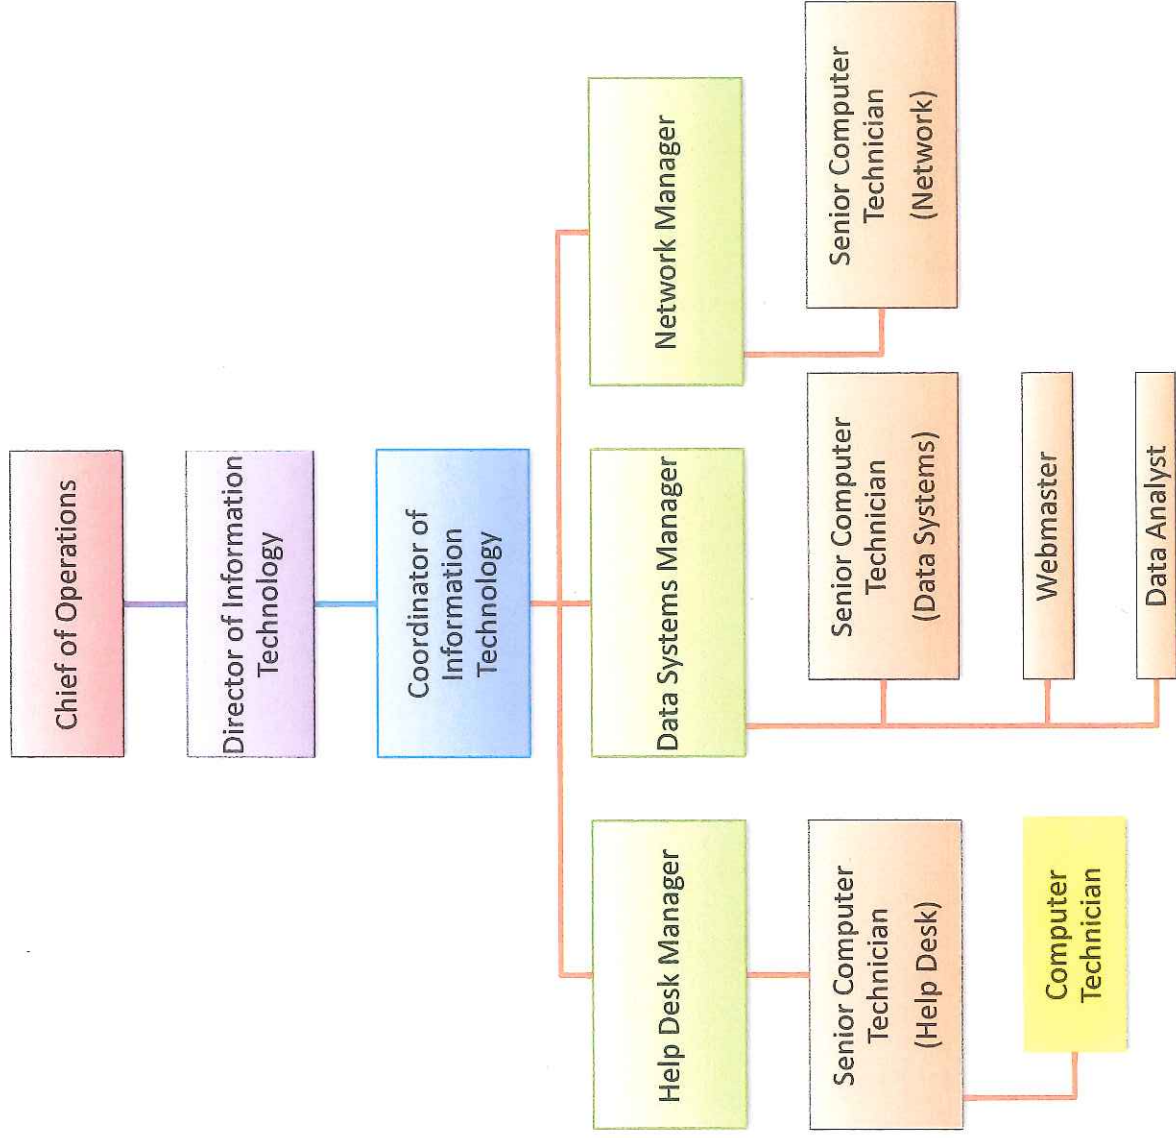 Chief of Operations
Director of Information
Technology
Coordinator of
Information
Technology
Help Desk Manager
Data Systems Manager
Network Manager
Senior Computer
Technician
(Help Desk)
Senior Computer
Technician
(Data Systems)
Senior Computer
Technician
(Network)
Computer
Technician
Webmaster
Data Analyst